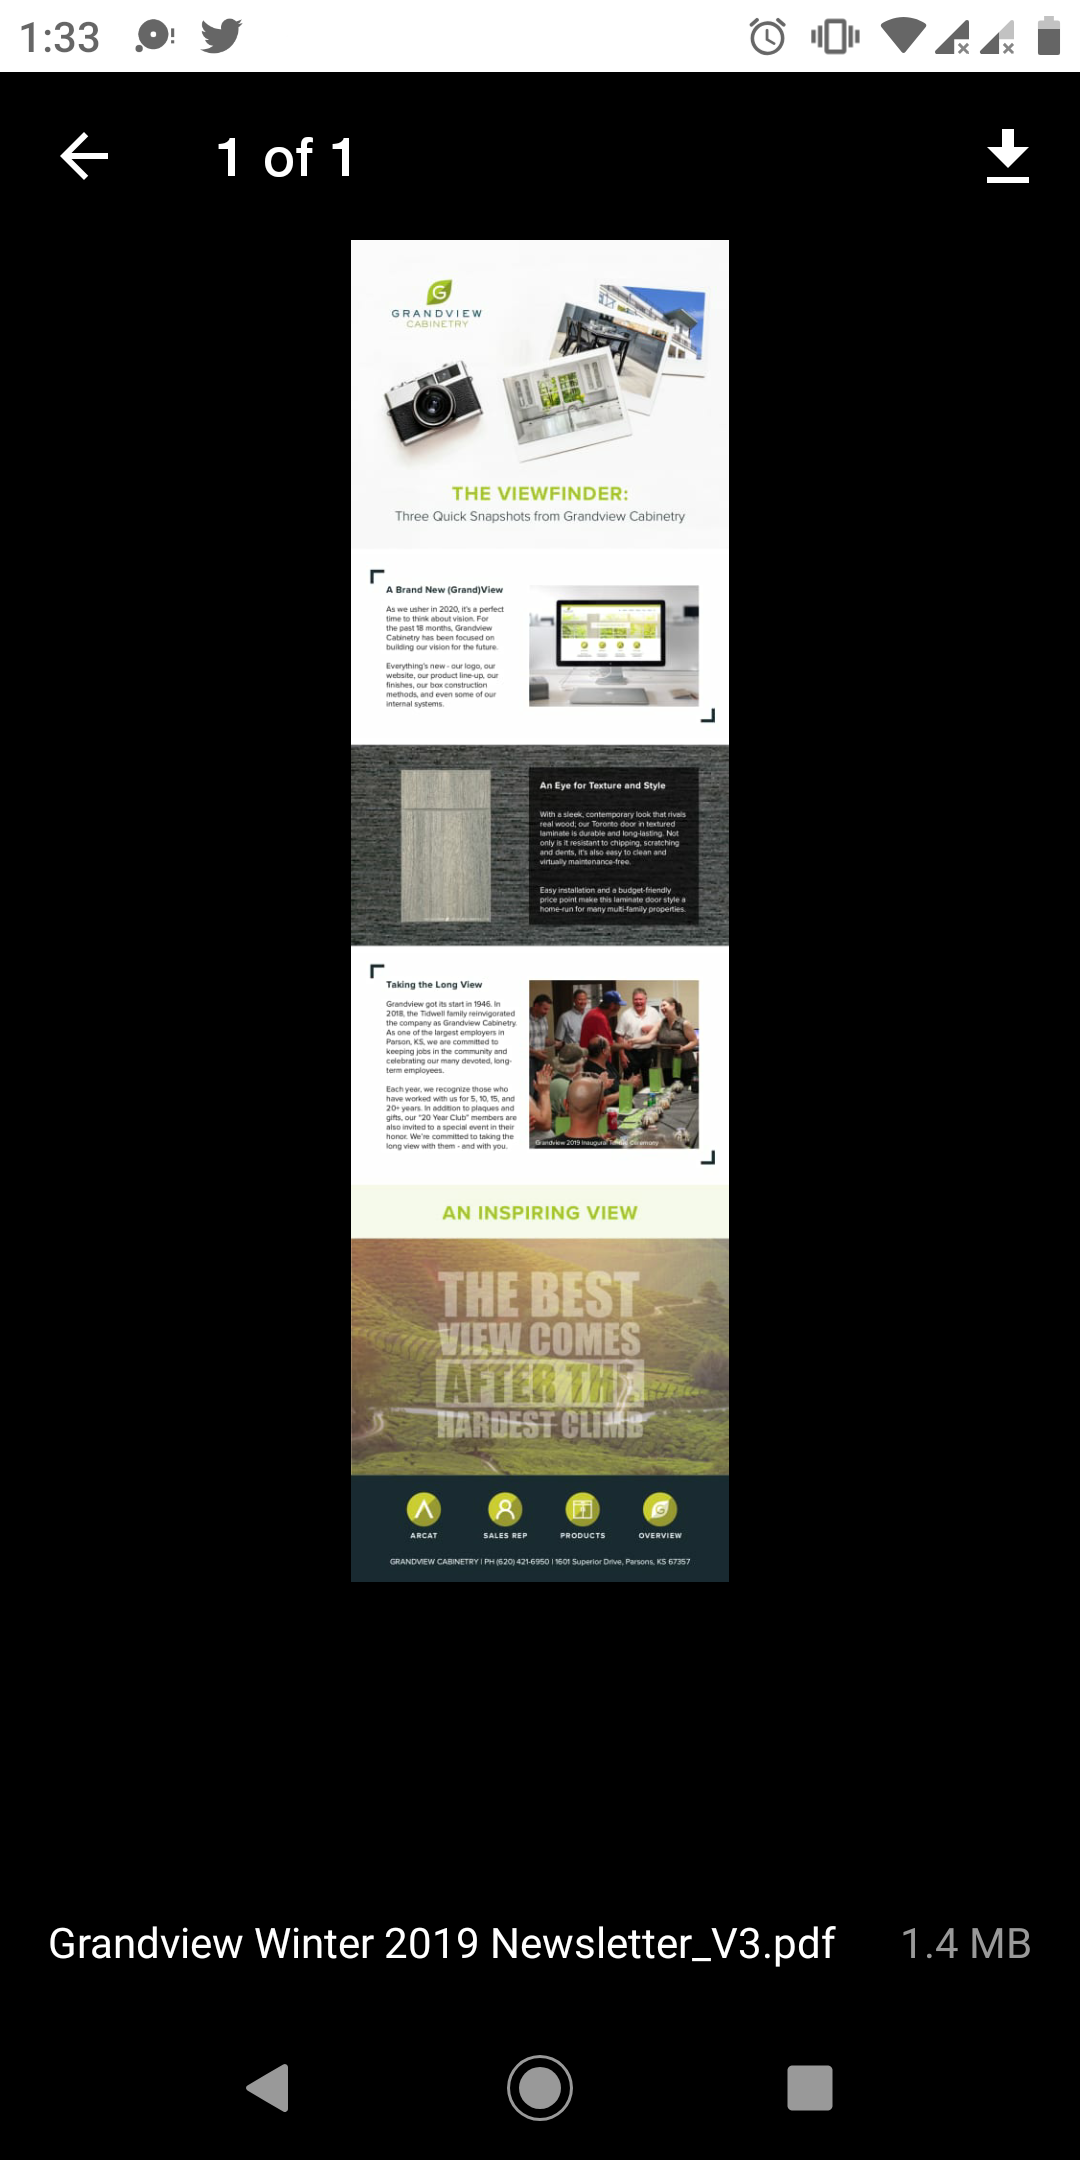 1:33
1 of 1
G
GRANDVIEW
CABINETRY
THE VIEWFINDER:
Three Quick Snapshots from Grandview Cabinetry
A Brand New (Grand)View
As we usher in 2020, it's a perfect
time to think about vision. For
the past 18 months, Grandview
Cabinetry has been focused on
building our vision for the future.
Everything's new - our logo, our
website, our product line-up, our
finishes, our box construction
methods, and even some of our
internal systems.
An Eye for Texture and Style
With a sleek, contemporary look that rivals
real wood; our Toronto door in textured
laminate is durable and long-lasting. Not
only is it resistant to chipping, scratching
and dents, it's also easy to clean and
virtually maintenance-free.
Easy installation and a budget-friendly
price point make this laminate door style a
home-run for many multi-family properties.
Taking the Long View
Grandview got its start in 1946. In
2018, the Tidwell family reinvigorated
the company as Grandview Cabinetry.
As one of the largest employers in
Parson, KS, we are committed to
keeping jobs in the community and
celebrating our many devoted, long-
term employees.
Each year, we recognize those who
have worked with us for 5, 10, 15, and
20+ years. In addition to plaques and
gifts, our "20 Year Club" members are
also invited to a special event in their
honor. We're committed to taking the
long view with them - and with you.
Grandview 2019 Inaugural Ceremony
AN INSPIRING VIEW
THE BEST
VIEW COMES
AFTER THE
HARDEST CLIMB
ARCAT
SALES REP
PRODUCTS
OVERVIEW
GRANDVIEW CABINETRY | PH (620) 421-6950 | 1601 Superior Drive, Parsons, KS 67357
Grandview Winter 2019 Newsletter_V3.pdf
1.4 MB